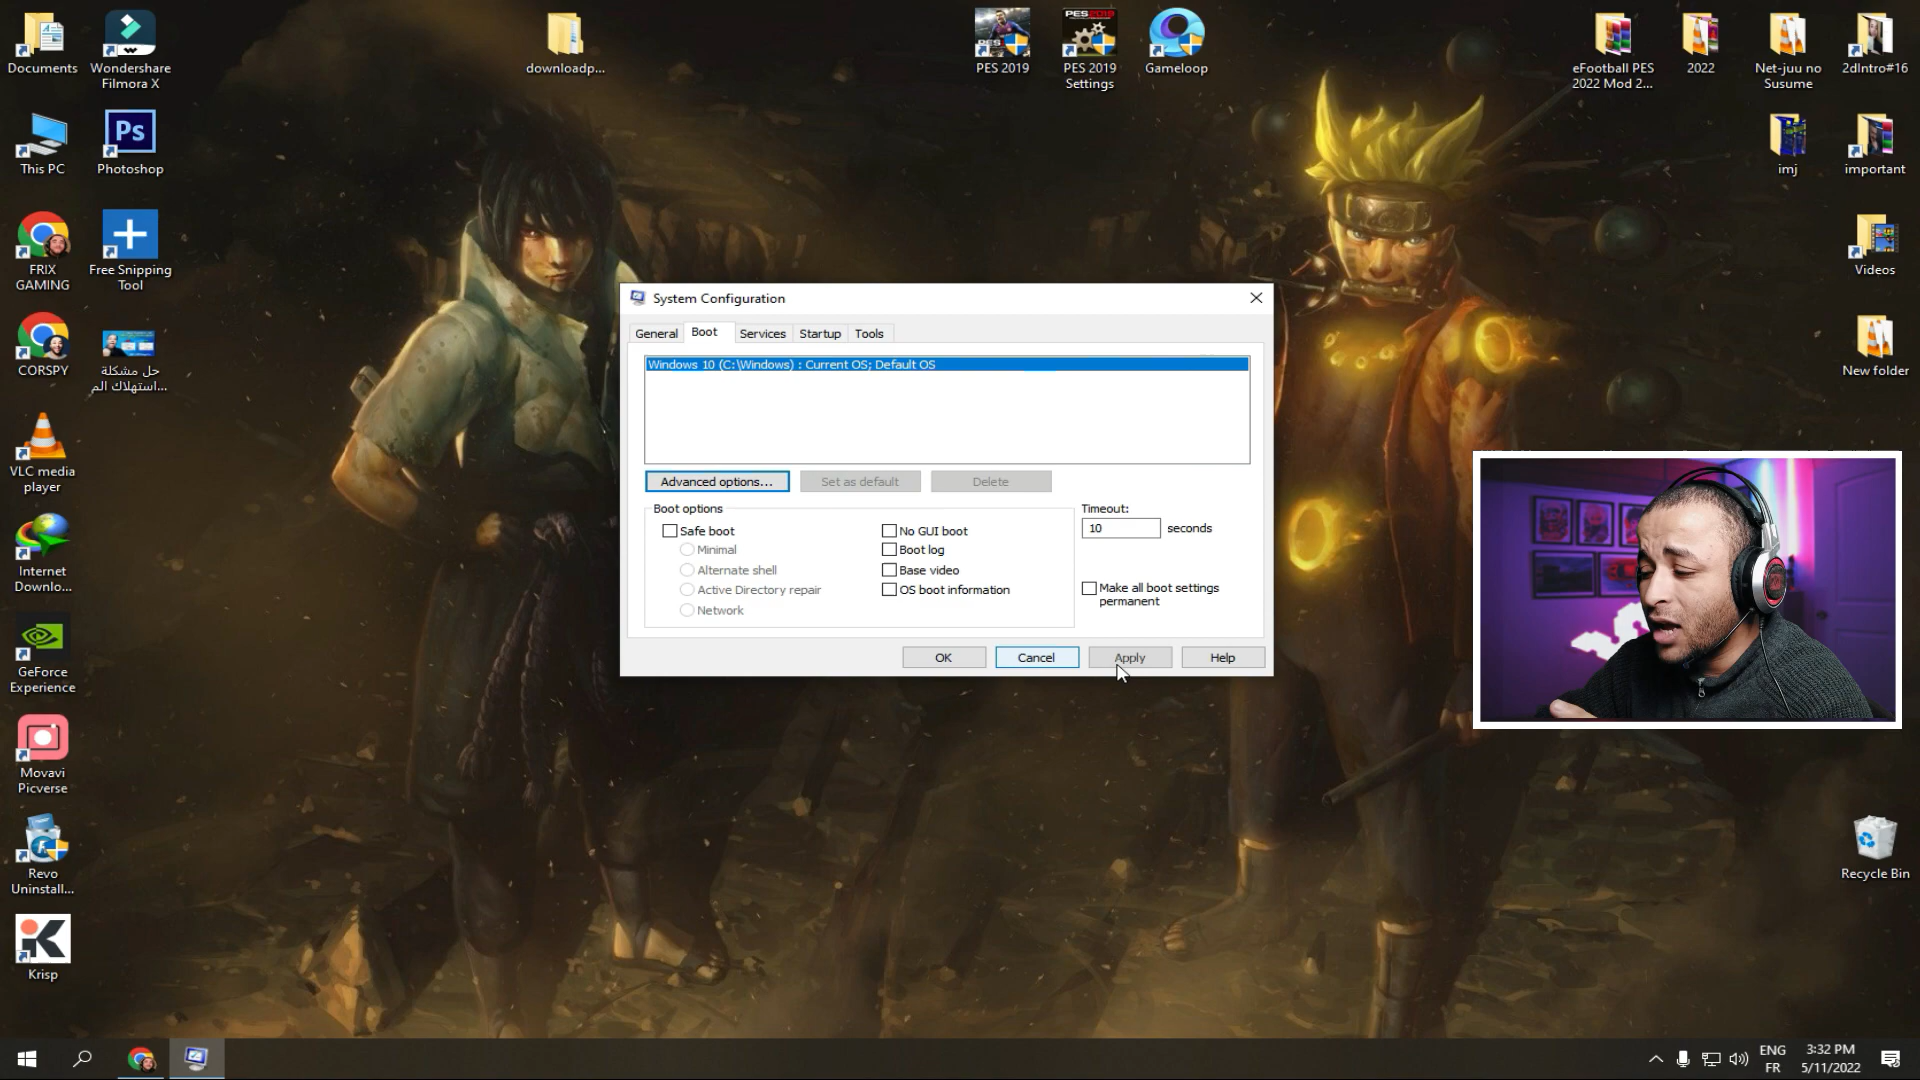 Documents
Wondershare
Filmora X
downloadp...
PES 2019
PES 2019
Settings
Gameloop
eFootball PES
2022 Mod 2...
2022
Net-juu no
Susume
2dIntro#16
This PC
Ps
Photoshop
imj
important
FRIX
GAMING
Free Snipping
Tool
Videos
CORSPY
حل مشكلة
استهلاك الم...
New folder
VLC media
player
Internet
Downlo...
GeForce
Experience
Movavi
Picverse
Revo
Uninstall...
Krisp
Recycle Bin
System Configuration
General
Boot
Services
Startup
Tools
Windows 10 (C:\Windows) : Current OS; Default OS
Advanced options...
Set as default
Delete
Boot options
Safe boot
Minimal
Alternate shell
Active Directory repair
Network
No GUI boot
Boot log
Base video
OS boot information
Timeout:
10 seconds
Make all boot settings
permanent
OK
Cancel
Apply
Help
ENG
FR
3:32 PM
5/11/2022